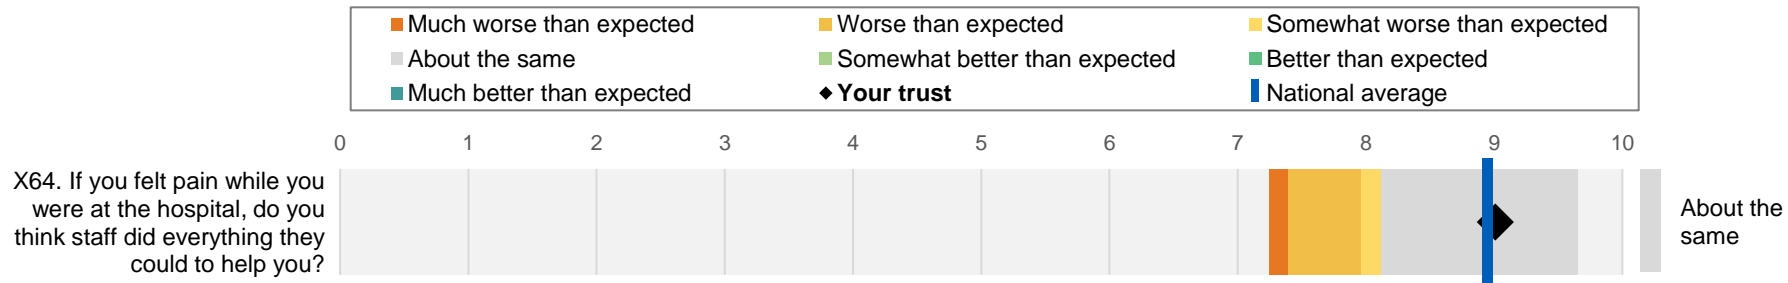 Much worse than expected
Worse than expected
Somewhat worse than expected
About the same
Somewhat better than expected
Better than expected
Much better than expected
Your trust
National average
0 1 2 3 4 5 6 7 8 9 10
X64. If you felt pain while you
were at the hospital, do you
think staff did everything they
could to help you?
About the
same